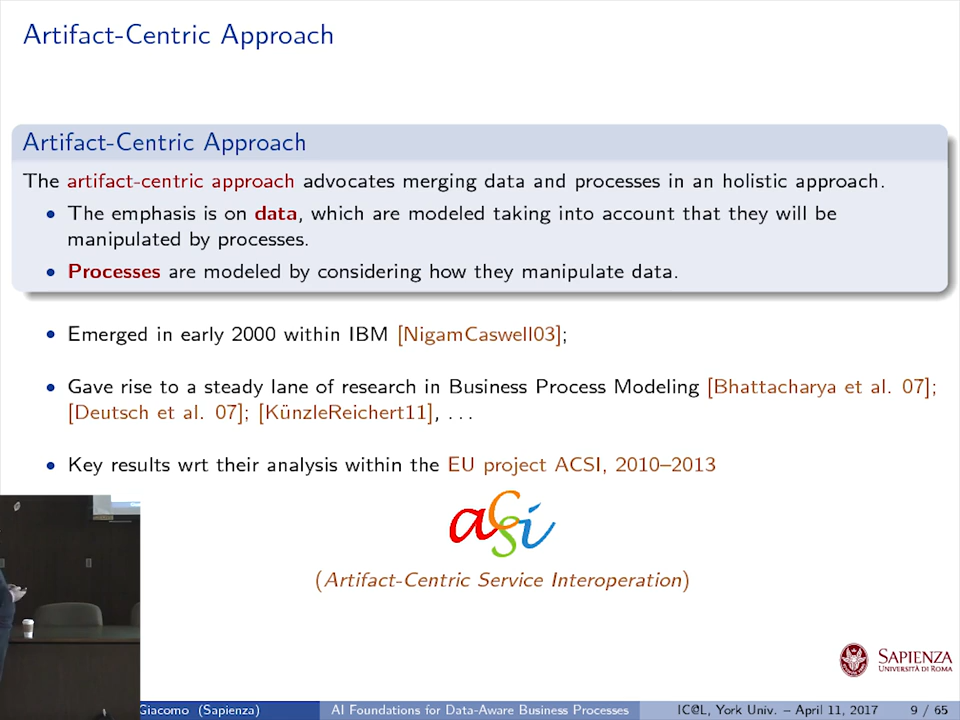 Artifact-Centric Approach
Artifact-Centric Approach
The artifact-centric approach advocates merging data and processes in an holistic approach.
• The emphasis is on data, which are modeled taking into account that they will be
manipulated by processes.
• Processes are modeled by considering how they manipulate data.
• Emerged in early 2000 within IBM [NigamCaswell03];
• Gave rise to a steady lane of research in Business Process Modeling [Bhattacharya et al. 07];
[Deutsch et al. 07]; [KünzleReichert11], . . .
• Key results wrt their analysis within the EU project ACSI, 2010–2013
acsi
(Artifact-Centric Service Interoperation)
SAPIENZA
UNIVERSITÀ DI ROMA
Giacomo (Sapienza) AI Foundations for Data-Aware Business Processes IC@L, York Univ. – April 11, 2017 9 / 65